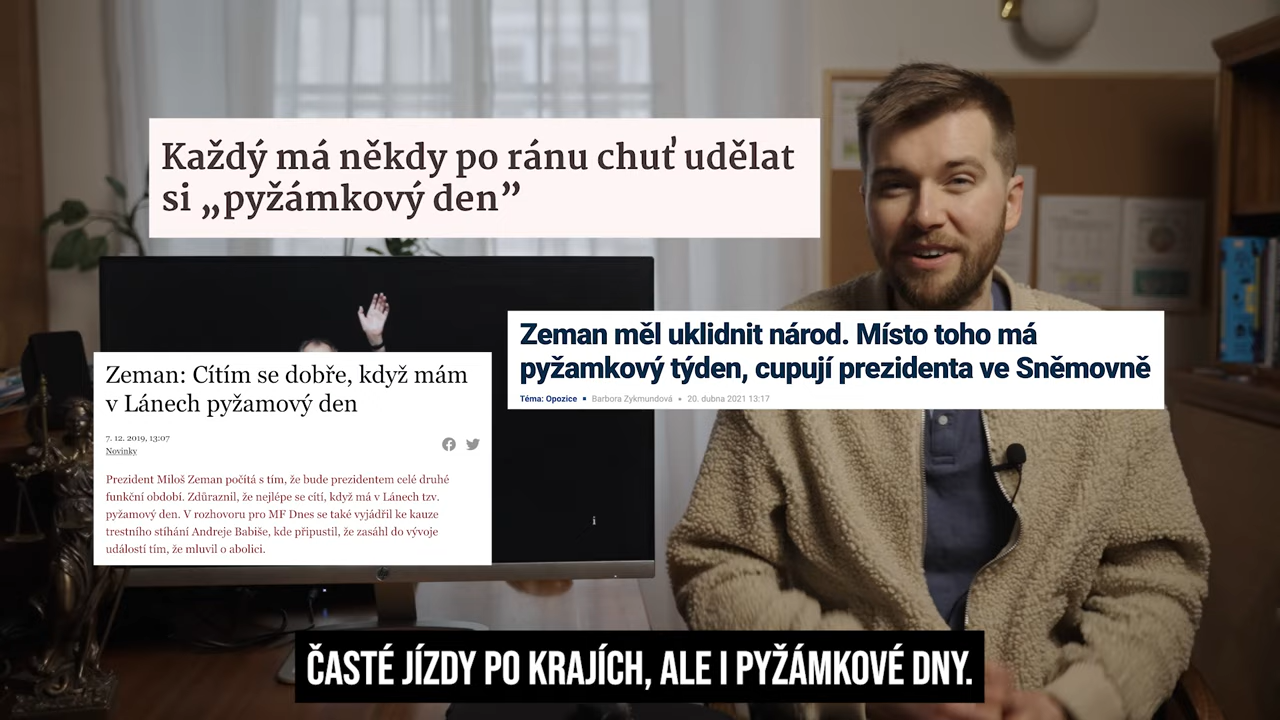 Každý má někdy po ránu chuť udělat
si „pyžámkový den”
Zeman měl uklidnit národ. Místo toho má
pyžamkový týden, cupují prezidenta ve Sněmovně
Téma: Opozice ▪ Barbora Zykmundová • 20. dubna 2021 13:17
Zeman: Cítím se dobře, když mám
v Lánech pyžamový den
7. 12. 2019, 13:07
Novinky
Prezident Miloš Zeman počítá s tím, že bude prezidentem celé druhé
funkční období. Zdůraznil, že nejlépe se cítí, když má v Lánech tzv.
pyžamový den. V rozhovoru pro MF Dnes se také vyjádřil ke kauze
trestního stíhání Andreje Babiše, kde připustil, že zasáhl do vývoje
událostí tím, že mluvil o abolici.
ČASTÉ JÍZDY PO KRAJÍCH, ALE I PYŽÁMKOVÉ DNY.